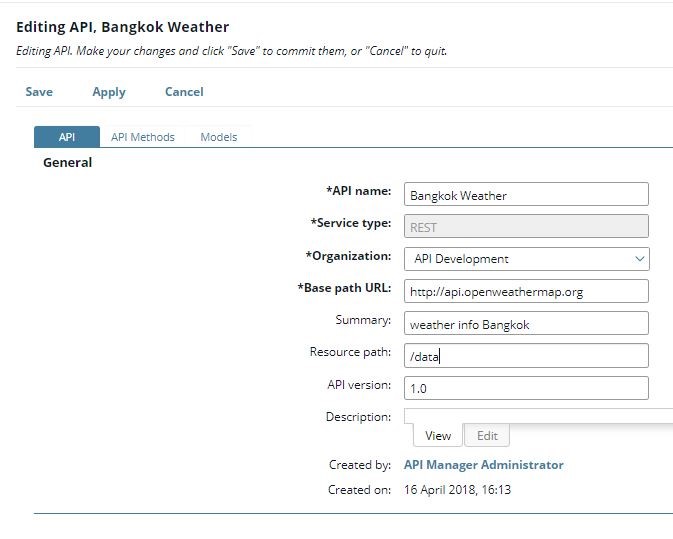 Editing API, Bangkok Weather
Editing API. Make your changes and click "Save" to commit them, or "Cancel" to quit.
Save Apply Cancel
API API Methods Models
General
*API name: Bangkok Weather
*Service type: REST
*Organization: API Development
*Base path URL: http://api.openweathermap.org
Summary: weather info Bangkok
Resource path: /data
API version: 1.0
Description:
View Edit
Created by: API Manager Administrator
Created on: 16 April 2018, 16:13